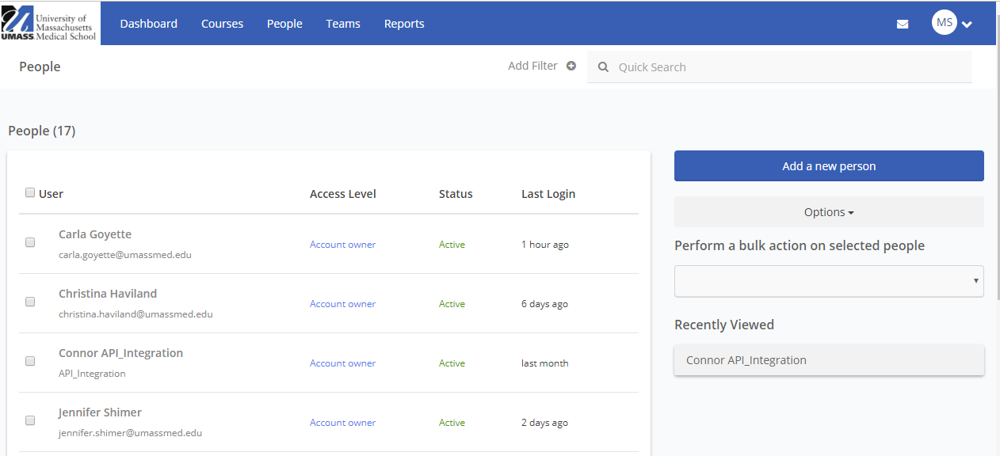 University of
Massachusetts
UMASS Medical School
Dashboard Courses People Teams Reports
MS
People
Add Filter
Quick Search
People (17)
User Access Level Status Last Login
Carla Goyette
carla.goyette@umassmed.edu
Account owner Active 1 hour ago
Christina Haviland
christina.haviland@umassmed.edu
Account owner Active 6 days ago
Connor API_Integration
API_Integration
Account owner Active last month
Jennifer Shimer
jennifer.shimer@umassmed.edu
Account owner Active 2 days ago
Add a new person
Options
Perform a bulk action on selected people
Recently Viewed
Connor API_Integration